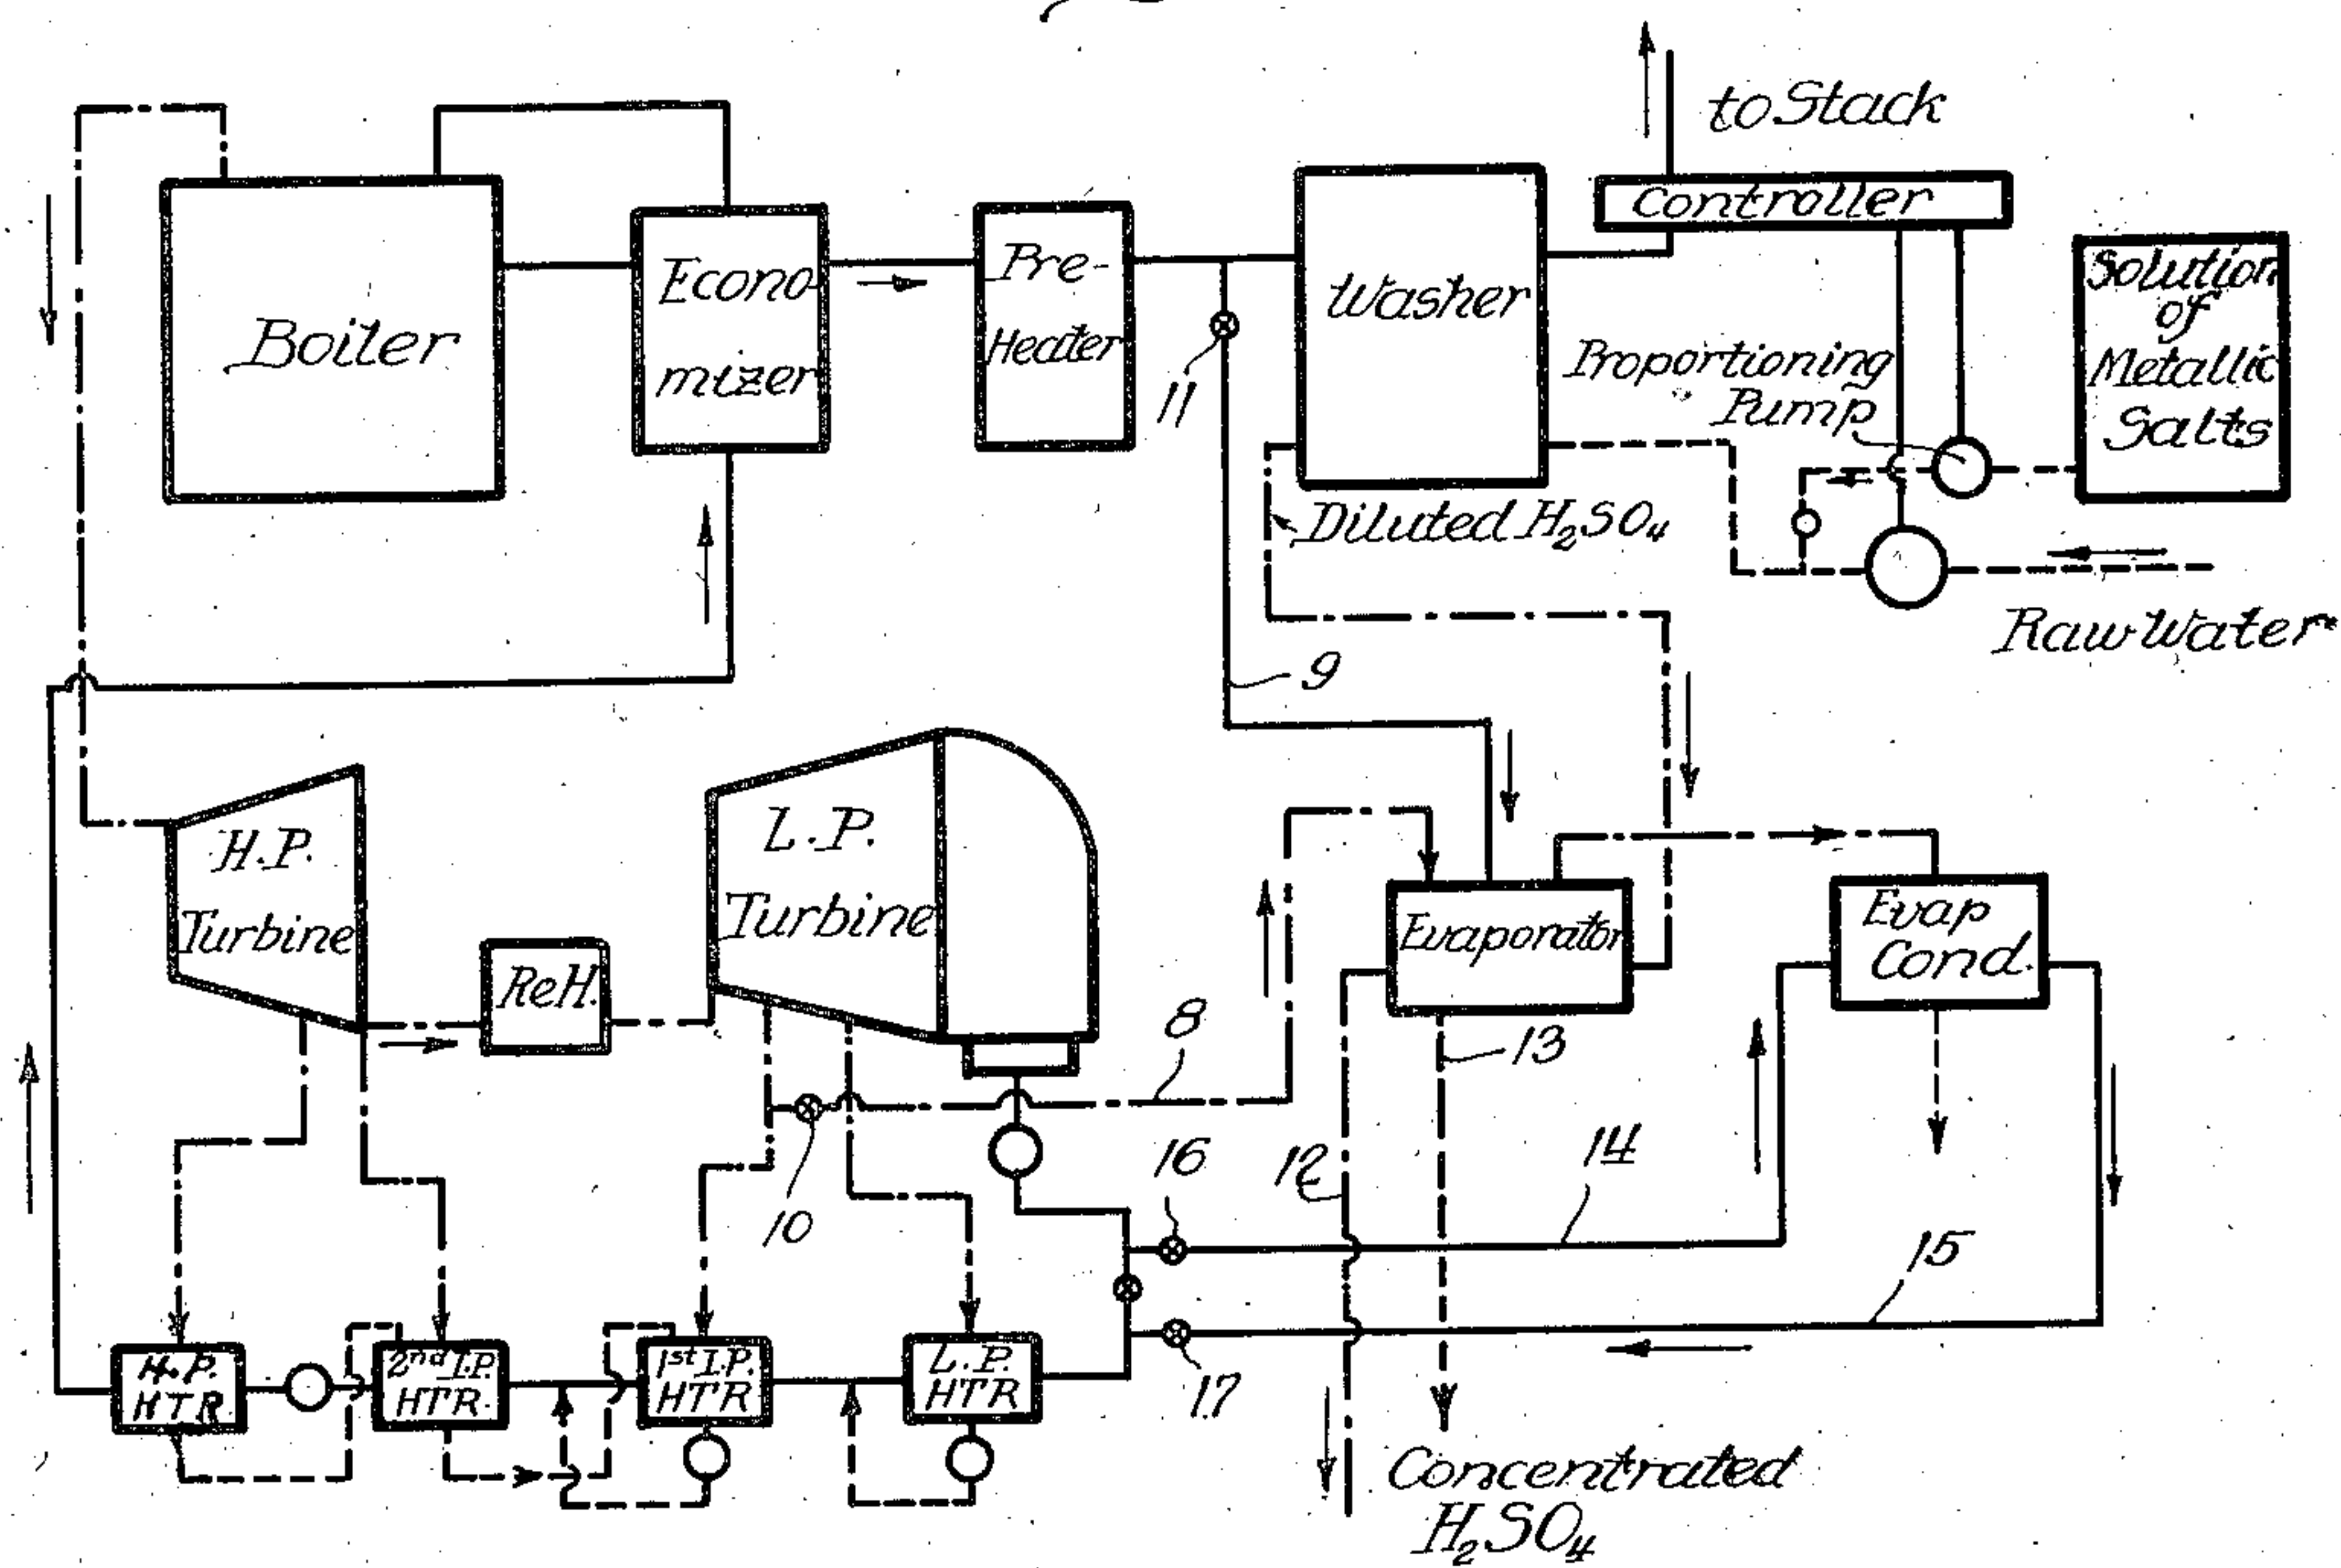 to Stack
Controller
Boiler
Econo
mizer
Pre-
Heater
Washer
Solution
of
Metallic
Salts
Proportioning
Pump
11
Diluted H₂SO₄
Raw Water
9
H.P.
Turbine
ReH.
L.P.
Turbine
8
10
Evaporator
Evap
Cond.
13
12
16
14
15
17
H.P.
HTR
2nd I.P.
HTR.
1st I.P.
HTR
L.P.
HTR
Concentrated
H₂SO₄